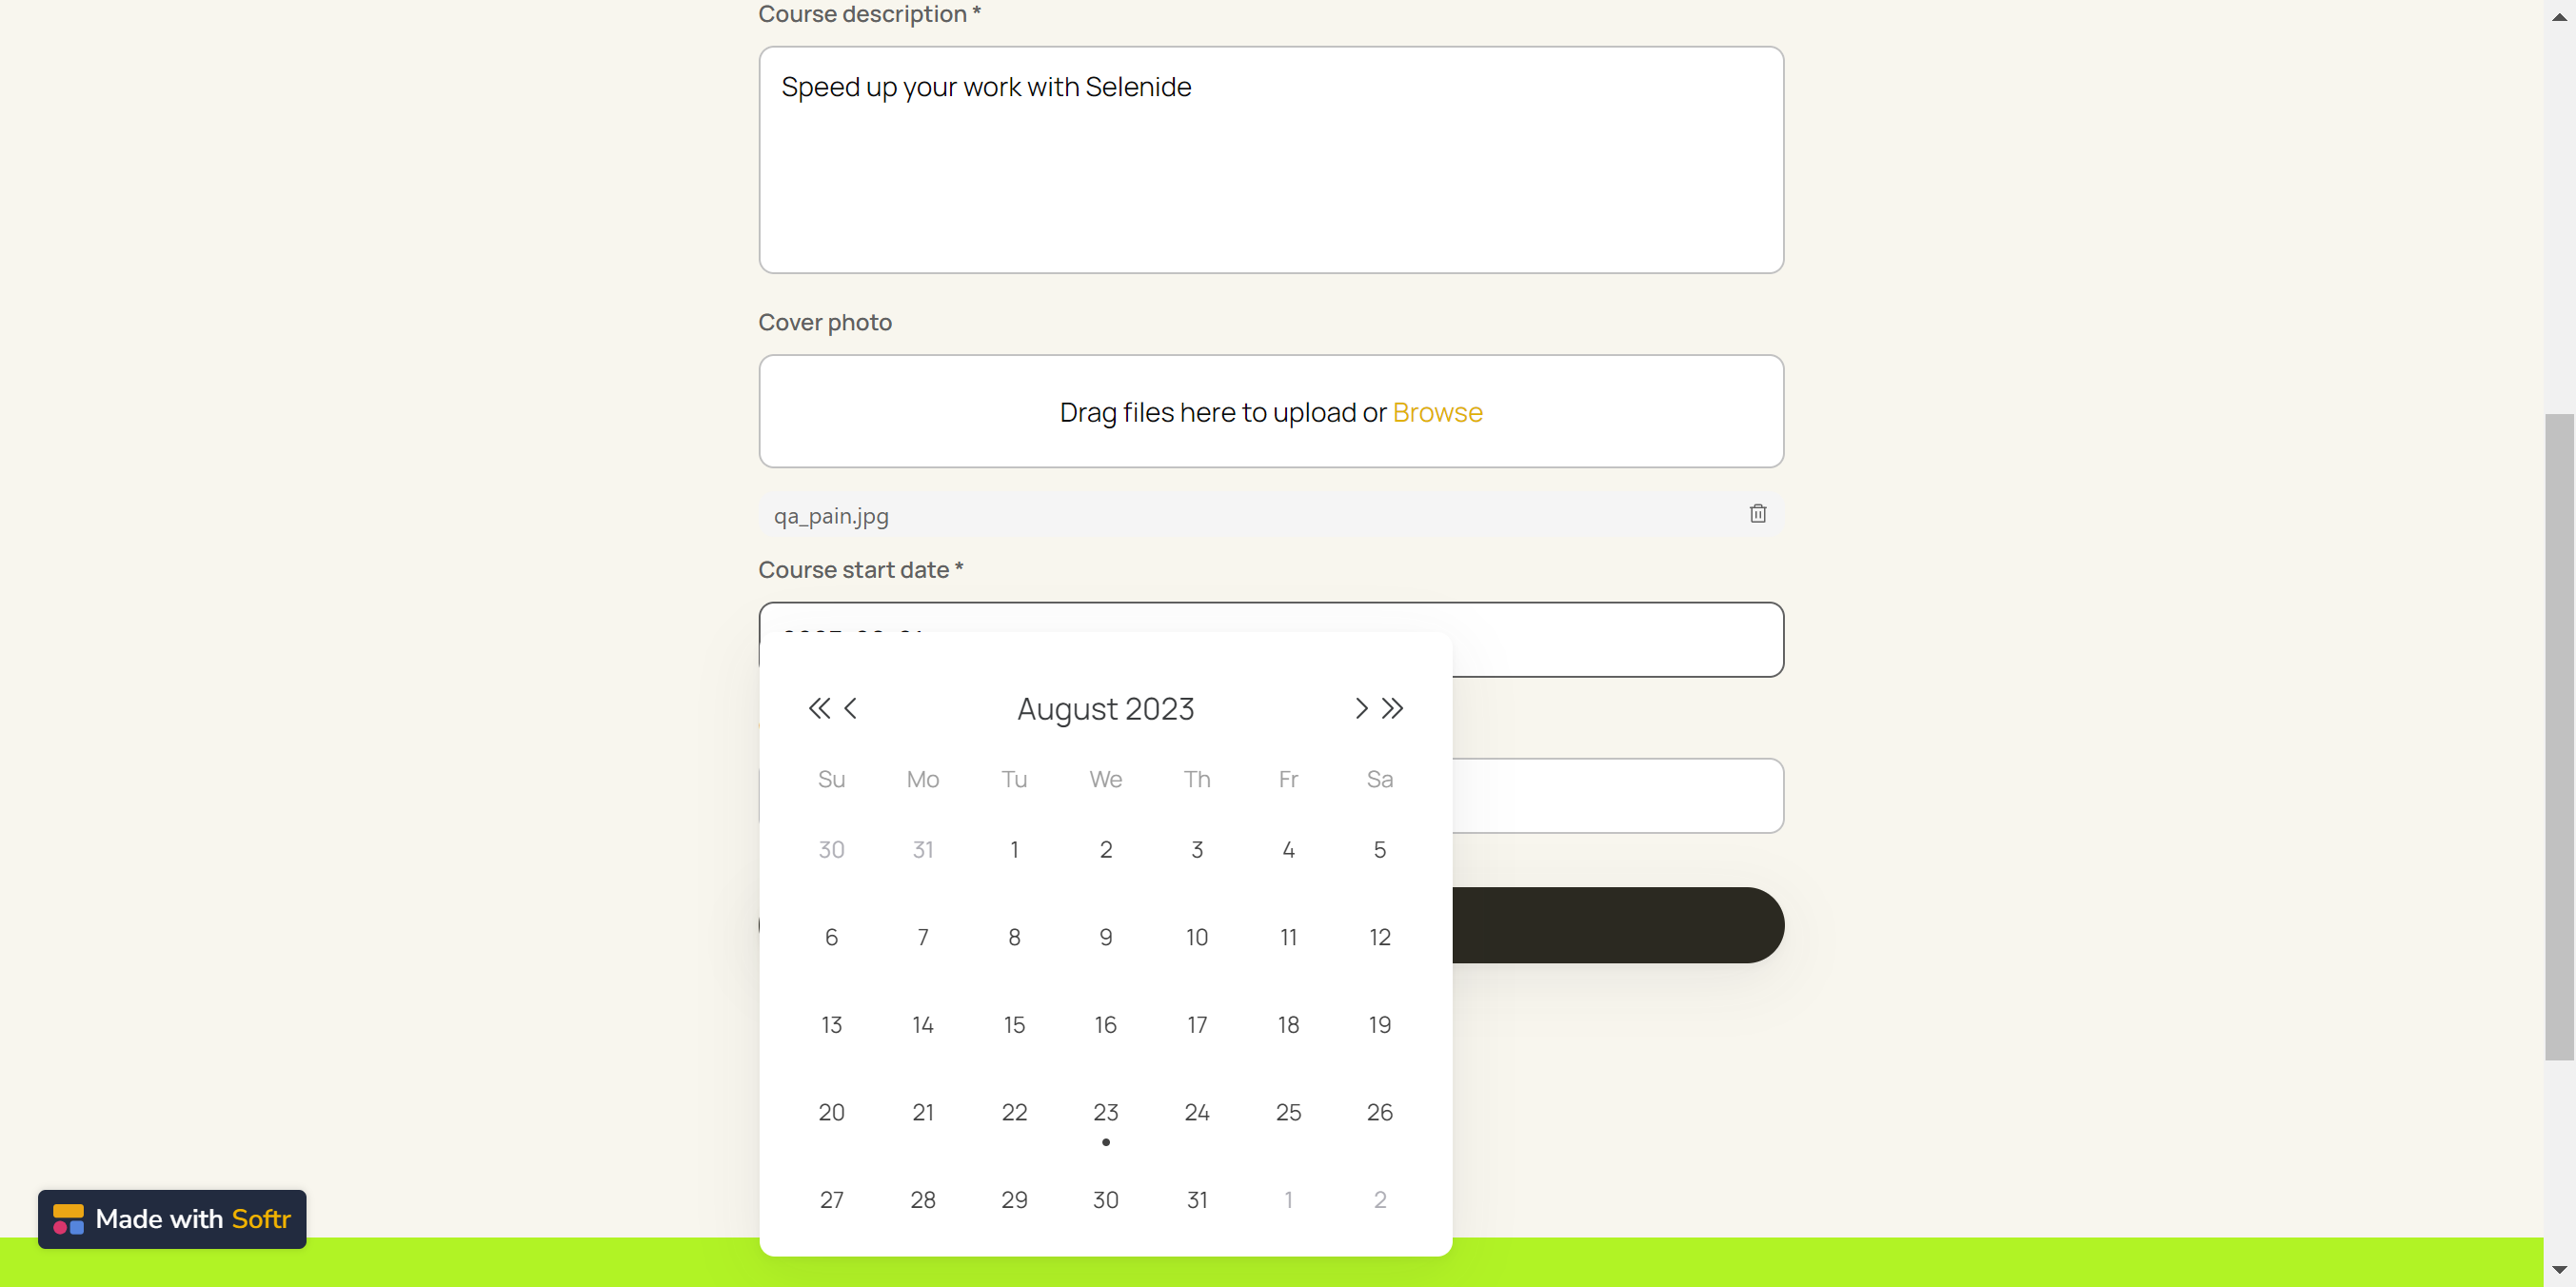 Course description *
Speed up your work with Selenide
Cover photo
Drag files here to upload or Browse
qa_pain.jpg
Course start date *
August 2023
Su Mo Tu We Th Fr Sa
30 31 1 2 3 4 5
6 7 8 9 10 11 12
13 14 15 16 17 18 19
20 21 22 23 24 25 26
27 28 29 30 31 1 2
Made with Softr